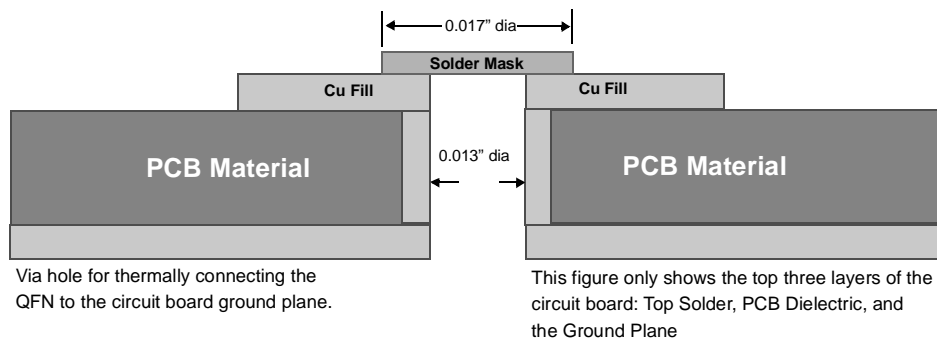 0.017” dia
Solder Mask
Cu Fill
Cu Fill
PCB Material
0.013” dia
PCB Material
Via hole for thermally connecting the
QFN to the circuit board ground plane.
This figure only shows the top three layers of the
circuit board: Top Solder, PCB Dielectric, and
the Ground Plane